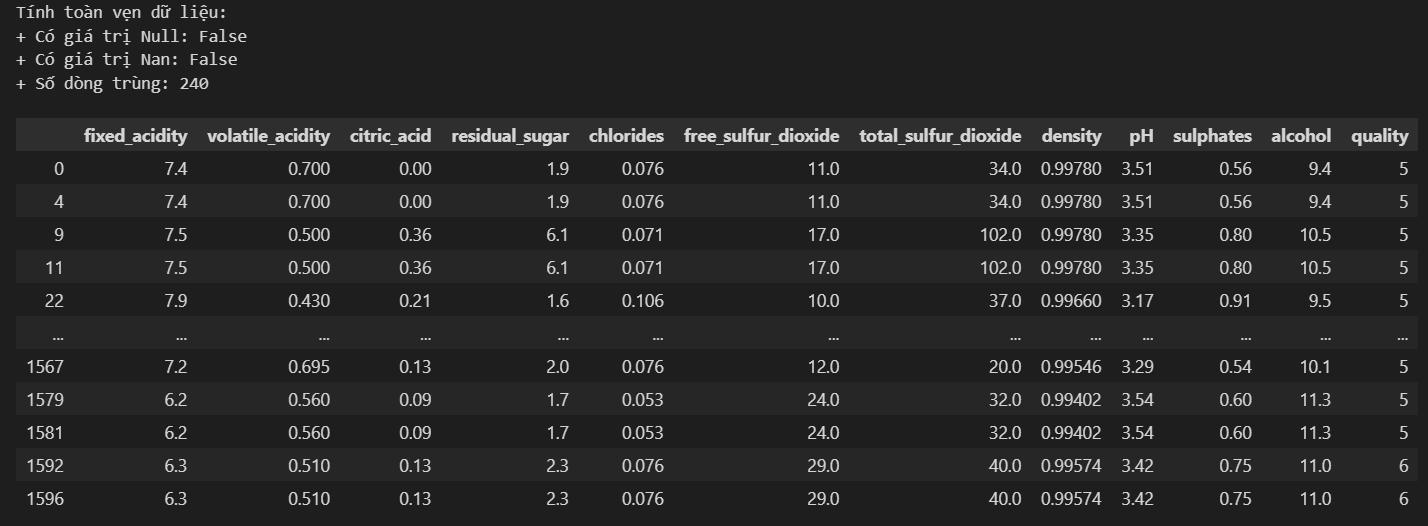 Tính toàn vẹn dữ liệu:
+ Có giá trị Null: False
+ Có giá trị Nan: False
+ Số dòng trùng: 240
fixed_acidity volatile_acidity citric_acid residual_sugar chlorides free_sulfur_dioxide total_sulfur_dioxide density pH sulphates alcohol quality
0 7.4 0.700 0.00 1.9 0.076 11.0 34.0 0.99780 3.51 0.56 9.4 5
4 7.4 0.700 0.00 1.9 0.076 11.0 34.0 0.99780 3.51 0.56 9.4 5
9 7.5 0.500 0.36 6.1 0.071 17.0 102.0 0.99780 3.35 0.80 10.5 5
11 7.5 0.500 0.36 6.1 0.071 17.0 102.0 0.99780 3.35 0.80 10.5 5
22 7.9 0.430 0.21 1.6 0.106 10.0 37.0 0.99660 3.17 0.91 9.5 5
... ... ... ... ... ... ... ... ... ... ... ... ...
1567 7.2 0.695 0.13 2.0 0.076 12.0 20.0 0.99546 3.29 0.54 10.1 5
1579 6.2 0.560 0.09 1.7 0.053 24.0 32.0 0.99402 3.54 0.60 11.3 5
1581 6.2 0.560 0.09 1.7 0.053 24.0 32.0 0.99402 3.54 0.60 11.3 5
1592 6.3 0.510 0.13 2.3 0.076 29.0 40.0 0.99574 3.42 0.75 11.0 6
1596 6.3 0.510 0.13 2.3 0.076 29.0 40.0 0.99574 3.42 0.75 11.0 6